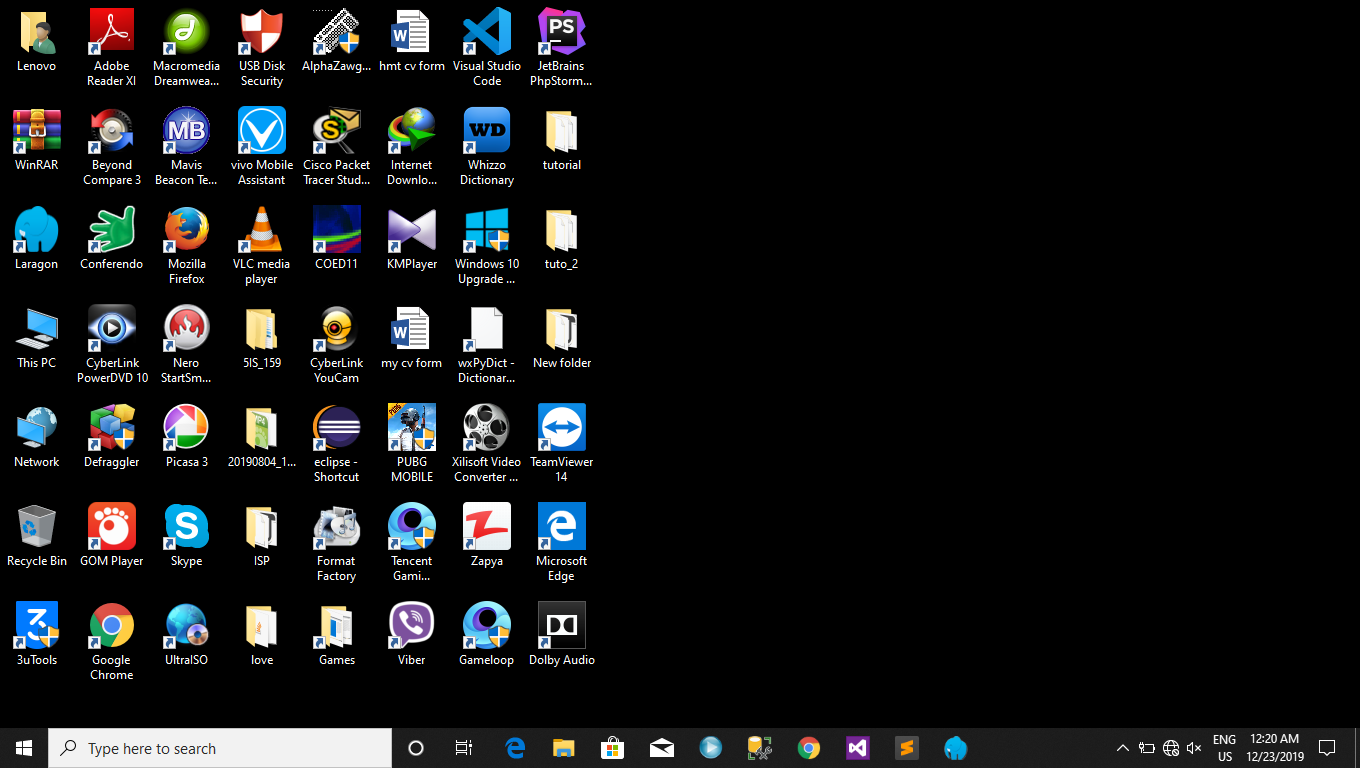 Lenovo
Adobe
Reader XI
Macromedia
Dreamwea...
USB Disk
Security
AlphaZawg...
hmt cv form
Visual Studio
Code
PS
JetBrains
PhpStorm...
WinRAR
Beyond
Compare 3
MB
Mavis
Beacon Te...
vivo Mobile
Assistant
S
Cisco Packet
Tracer Stud...
Internet
Downlo...
WD
Whizzo
Dictionary
tutorial
Laragon
Conferendo
Mozilla
Firefox
VLC media
player
COED11
KMPlayer
Windows 10
Upgrade ...
tuto_2
This PC
CyberLink
PowerDVD 10
Nero
StartSm...
5IS_159
CyberLink
YouCam
W
my cv form
wxPyDict -
Dictionar...
New folder
Network
Defraggler
Picasa 3
20190804_1...
eclipse -
Shortcut
PUBG
PUBG
MOBILE
Xilisoft Video
Converter ...
TeamViewer
14
Recycle Bin
GOM Player
S
Skype
ISP
Format
Factory
Tencent
Gami...
Zapya
Microsoft
Edge
3uTools
Google
Chrome
UltraISO
love
Games
Viber
Gameloop
Dolby Audio
Type here to search
ENG
US
12:20 AM
12/23/2019